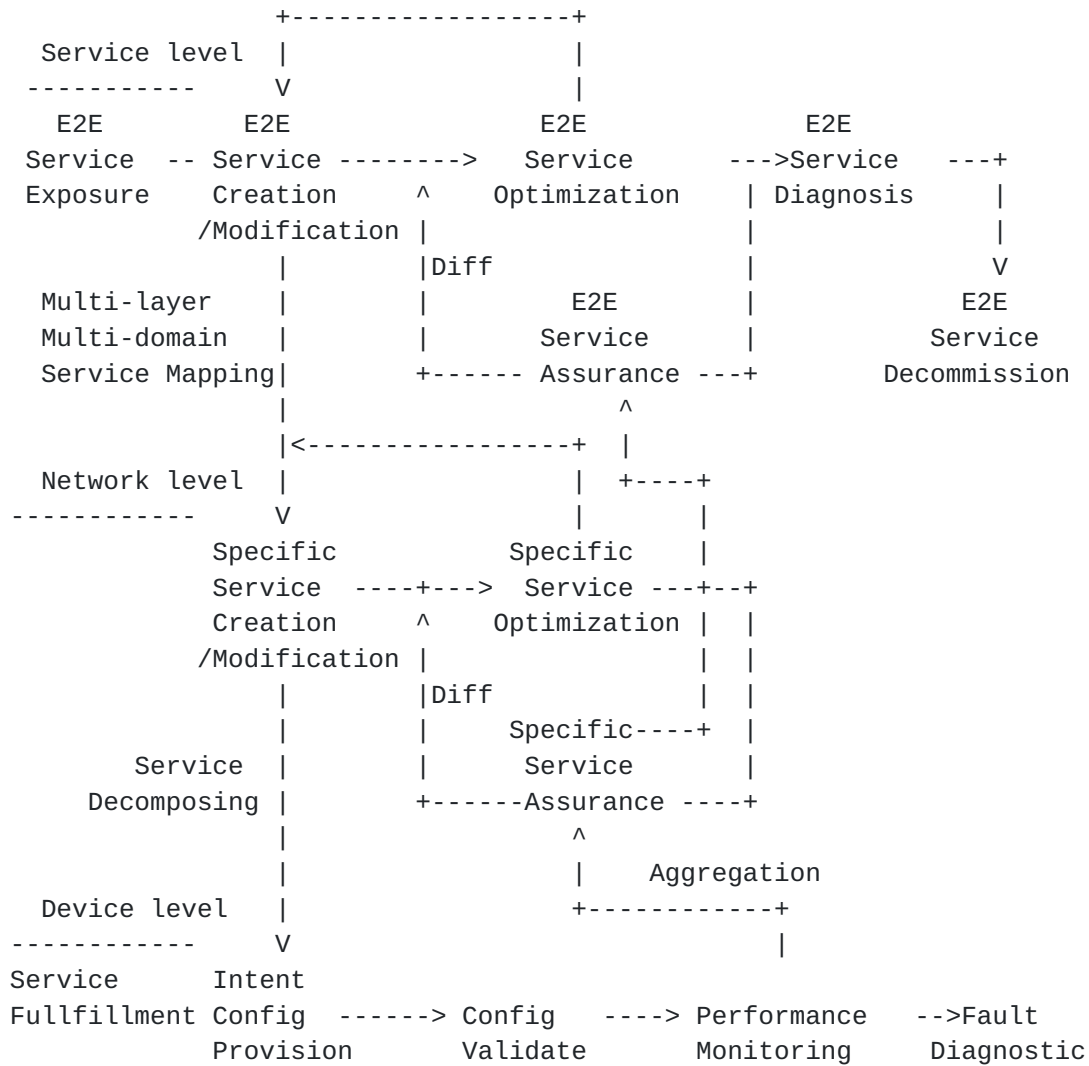 +------------------+
  Service level  |                  |
 -----------     V                  |
   E2E         E2E                E2E              E2E
 Service  -- Service -------->   Service      --->Service   ---+
 Exposure    Creation     ^    Optimization    | Diagnosis     |
            /Modification |                    |               |
                 |        |Diff                |               V
  Multi-layer    |        |         E2E        |             E2E
  Multi-domain   |        |       Service      |           Service
  Service Mapping|        +------ Assurance ---+        Decommission
                 |                     ^
                 |<-----------------+  |
  Network level  |                  |  +----+
------------     V                  |       |
             Specific           Specific    |
             Service  ----+--->  Service ---+--+
             Creation     ^    Optimization |  |
            /Modification |                 |  |
                 |        |Diff             |  |
                 |        |     Specific----+  |
        Service  |        |      Service       |
     Decomposing |        +------Assurance ----+
                 |                  ^
                 |                  |    Aggregation
  Device level   |                  +------------+
------------     V                               |
Service      Intent
Fullfillment Config  ------> Config   ----> Performance   -->Fault
             Provision       Validate       Monitoring     Diagnostic